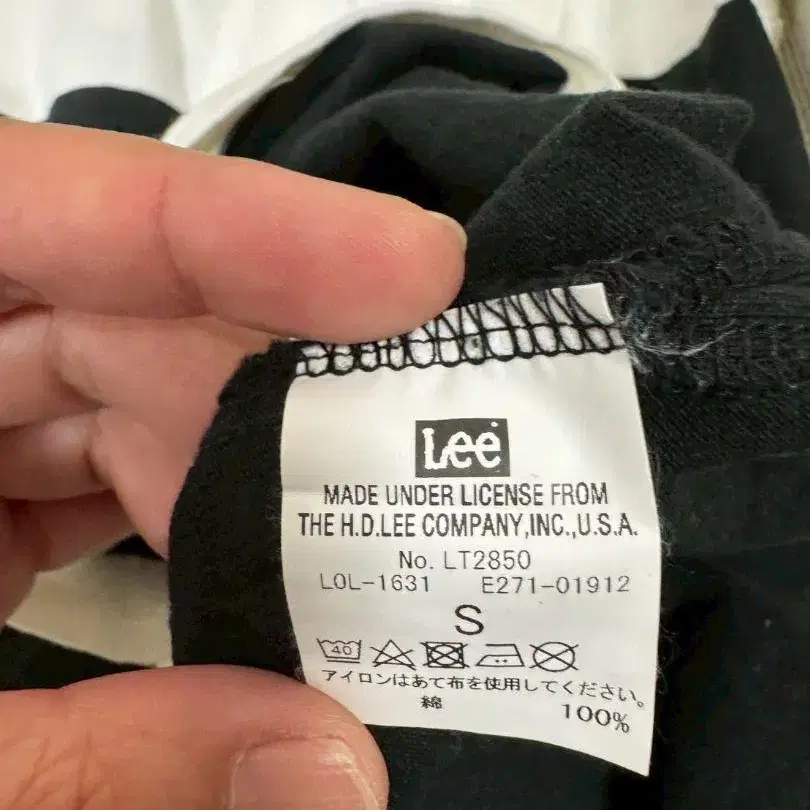 Lee
MADE UNDER LICENSE FROM
THE H.D.LEE COMPANY,INC.,U.S.A.
No. LT2850
LOL-1631 E271-01912
S
40
アイロンはあて布を使用してください。
綿 100%